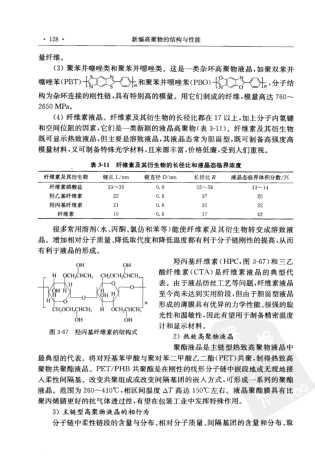 · 128 ·　　新编高聚物的结构与性能
量纤维。
(3) 聚苯并噻唑类和聚苯并噁唑类。这是一类杂环高聚物液晶,如聚双苯并
噻唑苯(PBT) 和聚苯并噁唑苯(PBO) ,分子结
构为杂环连接的刚性链,具有特别高的模量。用它们制成的纤维,模量高达 760~
2650 MPa。
(4) 纤维素液晶。纤维素及其衍生物的长径比都在 17 以上,加上分子内氢键
和空间位阻的因素,它们是一类新颖的液晶高聚物(表 3-11)。纤维素及其衍生物
既可显示热致液晶,但主要是溶致液晶,其液晶态常为胆甾型,既可制备高强度高
模量材料,又可制备特殊光学材料,且来源丰富,价格低廉,受到人们重视。
表 3-11　纤维素及其衍生物的长径比和液晶态临界浓度
纤维素衍生物　链长 L/nm　链直径 D/nm　长径比 R　液晶态临界体积分数/%
纤维素硝酸盐　33~35　0.6　55~58　13~14
羟乙基纤维素　22　0.6　37　20
羟丙基纤维素　21　0.6　35　22
纤维素　10　0.6　17　42
很多常用溶剂(水、丙酮、氯仿和苯等)能使纤维素及其衍生物转变成溶致液
晶。增加相对分子质量、降低取代度和降低温度都有利于分子链刚性的提高,从而
有利于液晶的形成。
羟丙基纤维素(HPC,图 3-67)和三乙
酸纤维素(CTA)是纤维素液晶的典型代
表。由于液晶纺丝工艺等问题,纤维素液晶
至今尚未达到实用阶段,但由于胆甾型液晶
形成的薄膜具有优异的力学性能、很强的旋
光性和温敏性,因此有望用于制备精密温度
计和显示材料。
图 3-67　羟丙基纤维素的结构式
2) 热致高聚物液晶
聚酯液晶是主链型热致高聚物液晶中
最典型的代表。将对羟基苯甲酸与聚对苯二甲酸乙二酯(PET)共聚,制得热致高
聚物共聚酯液晶。PET/PHB 共聚酯是在刚性的线形分子链中嵌段地或无规地接
入柔性间隔基。改变共聚组成或改变间隔基团的嵌入方式,可形成一系列的聚酯
液晶。范围为 260~410℃,相区间温度 ΔT 高达 150℃左右。液晶聚酯膜具有比
聚丙烯腈更好的抗气体透过性,有望在包装工业中发挥特殊作用。
3) 主链型高聚物液晶的相行为
分子链中柔性链段的含量与分布、相对分子质量、间隔基团的含量和分布、取